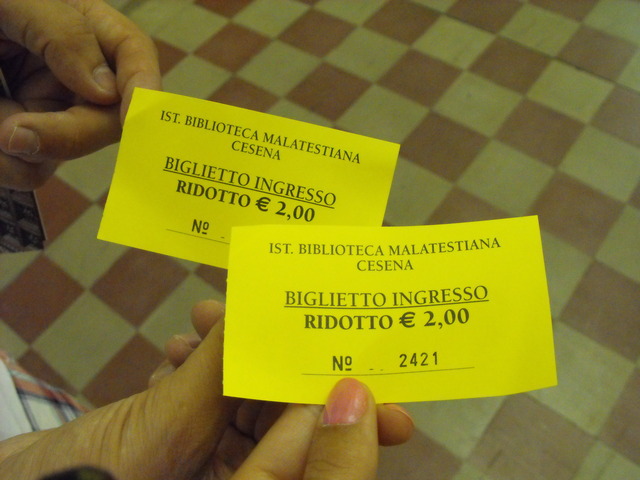 IST. BIBLIOTECA MALATESTIANA
CESENA
BIGLIETTO INGRESSO
RIDOTTO € 2,00
Nº
IST. BIBLIOTECA MALATESTIANA
CESENA
BIGLIETTO INGRESSO
RIDOTTO € 2,00
Nº 2421